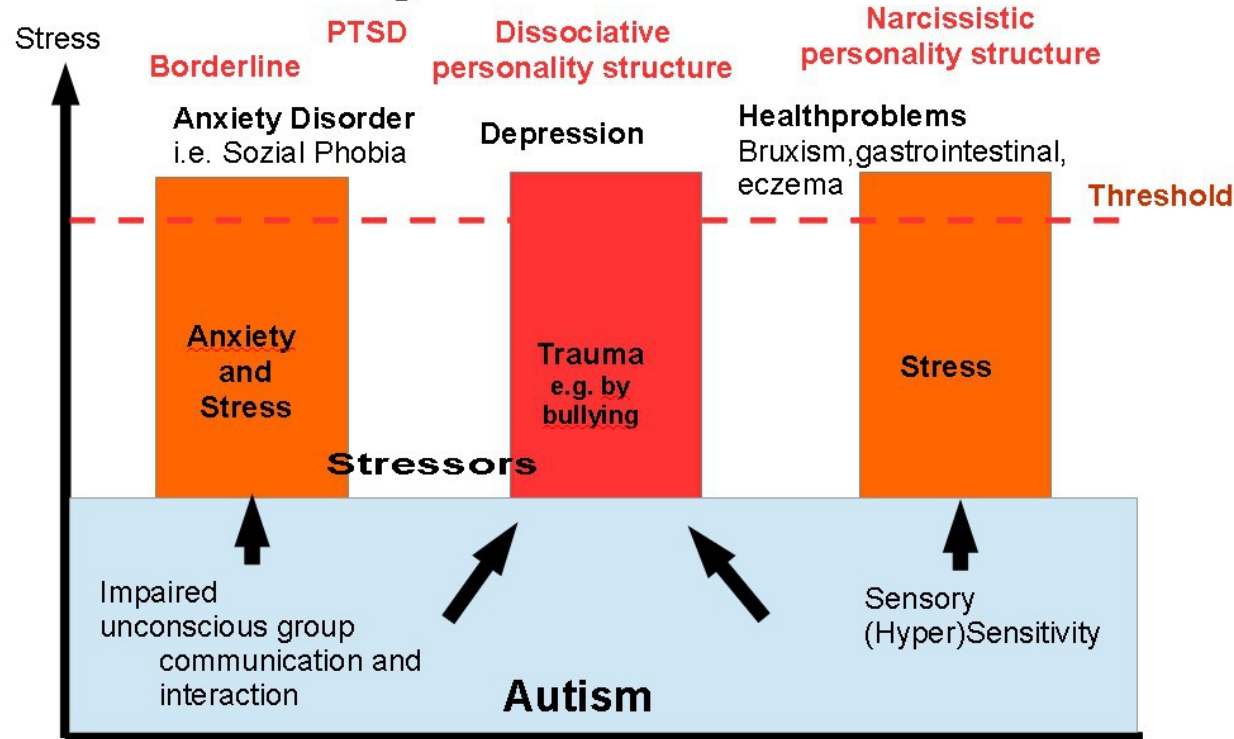 Stress
PTSD
Borderline
Dissociative
personality structure
Narcissistic
personality structure
Anxiety Disorder
i.e. Sozial Phobia
Depression
Healthproblems
Bruxism,gastrointestinal,
eczema
Threshold
Anxiety
and
Stress
Trauma
e.g. by
bullying
Stress
Stressors
Impaired
unconscious group
communication and
interaction
Sensory
(Hyper)Sensitivity
Autism